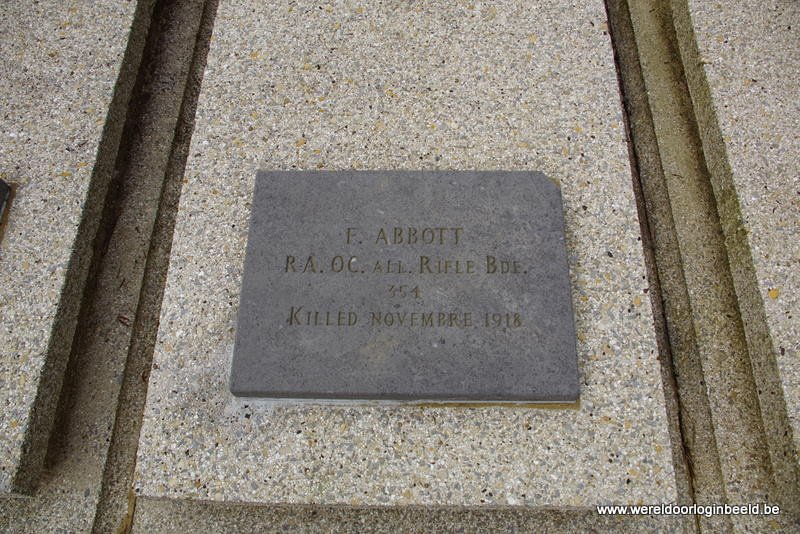 F. ABBOTT
R.A. OC. ALL. RIFLE BDE.
354
KILLED NOVEMBRE 1918
www.wereldoorloginbeeld.be